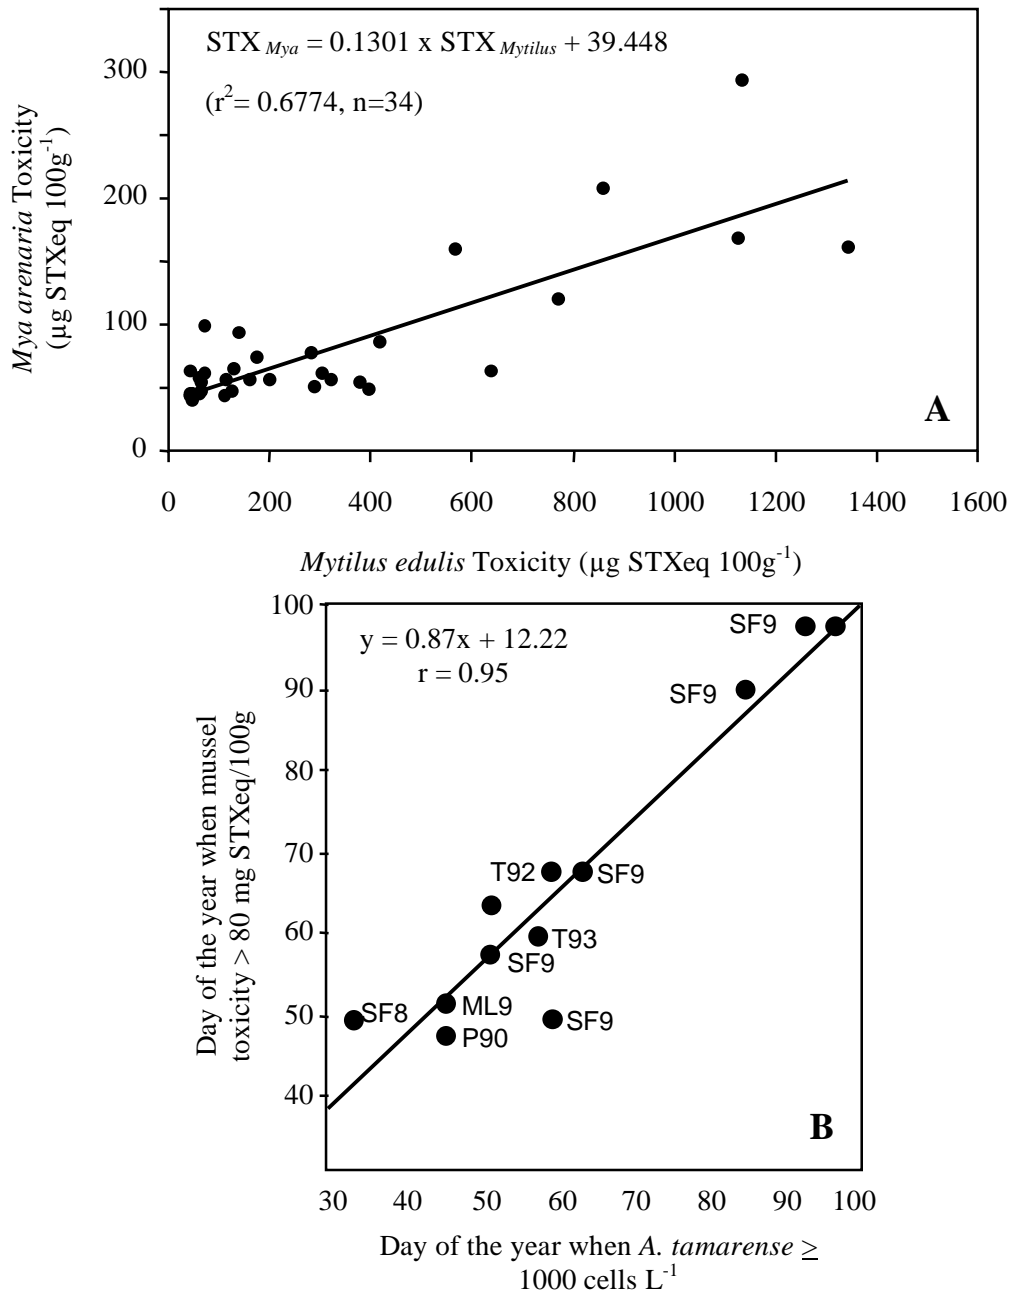 STX Mya = 0.1301 x STX Mytilus + 39.448
(r2= 0.6774, n=34)
Mya arenaria Toxicity
(µg STXeq 100g-1)
300
200
100
0
A
0 200 400 600 800 1000 1200 1400 1600
Mytilus edulis Toxicity (µg STXeq 100g-1)
y = 0.87x + 12.22
r = 0.95
Day of the year when mussel
toxicity > 80 mg STXeq/100g
100
90
80
70
60
50
40
SF9
SF9
T92
SF9
T93
SF9
SF8
ML9
SF9
P90
B
30 40 50 60 70 80 90 100
Day of the year when A. tamarense ≥
1000 cells L-1